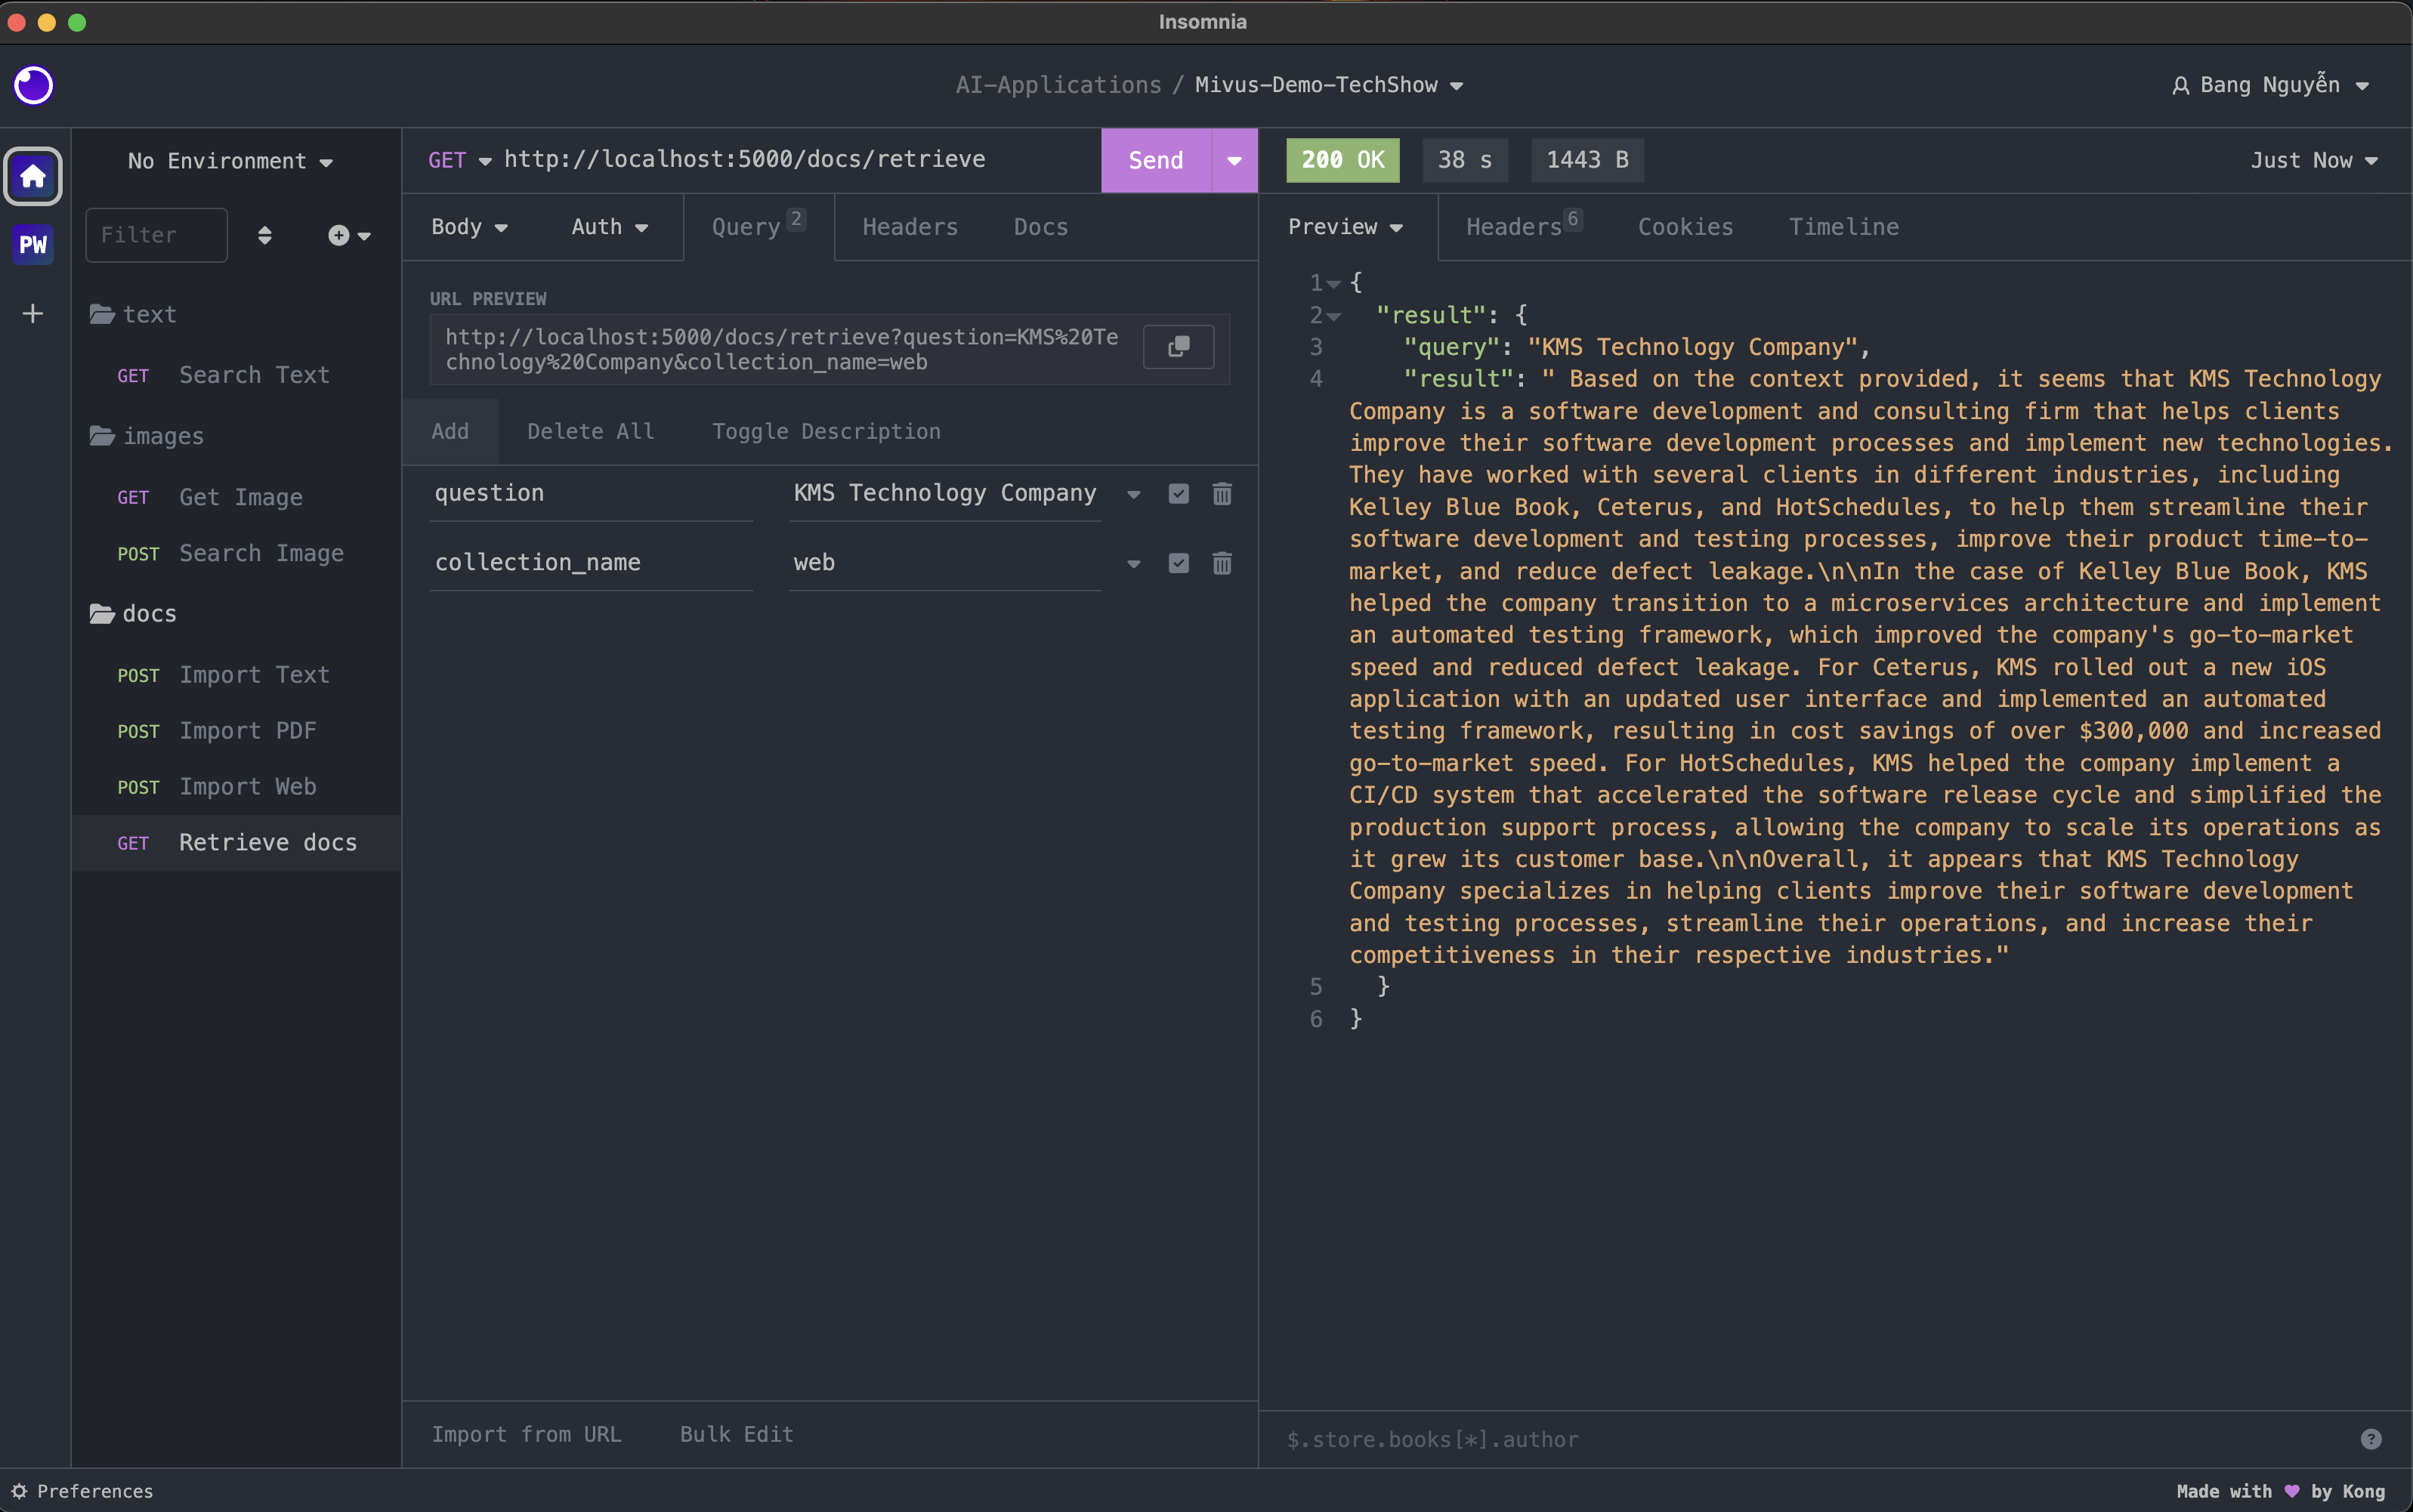 Insomnia
AI-Applications / Mivus-Demo-TechShow
Bang Nguyễn
PW
No Environment
Filter
text
GET Search Text
images
GET Get Image
POST Search Image
docs
POST Import Text
POST Import PDF
POST Import Web
GET Retrieve docs
GET http://localhost:5000/docs/retrieve
Send
Body Auth Query 2 Headers Docs
URL PREVIEW
http://localhost:5000/docs/retrieve?question=KMS%20Te
chnology%20Company&collection_name=web
Add Delete All Toggle Description
question KMS Technology Company
collection_name web
Import from URL Bulk Edit
200 OK 38 s 1443 B Just Now
Preview Headers 6 Cookies Timeline
1 {
2 "result": {
3 "query": "KMS Technology Company",
4 "result": " Based on the context provided, it seems that KMS Technology
Company is a software development and consulting firm that helps clients
improve their software development processes and implement new technologies.
They have worked with several clients in different industries, including
Kelley Blue Book, Ceterus, and HotSchedules, to help them streamline their
software development and testing processes, improve their product time-to-
market, and reduce defect leakage.\n\nIn the case of Kelley Blue Book, KMS
helped the company transition to a microservices architecture and implement
an automated testing framework, which improved the company's go-to-market
speed and reduced defect leakage. For Ceterus, KMS rolled out a new iOS
application with an updated user interface and implemented an automated
testing framework, resulting in cost savings of over $300,000 and increased
go-to-market speed. For HotSchedules, KMS helped the company implement a
CI/CD system that accelerated the software release cycle and simplified the
production support process, allowing the company to scale its operations as
it grew its customer base.\n\nOverall, it appears that KMS Technology
Company specializes in helping clients improve their software development
and testing processes, streamline their operations, and increase their
competitiveness in their respective industries."
5 }
6 }
$.store.books[*].author
?
Preferences
Made with 💜 by Kong